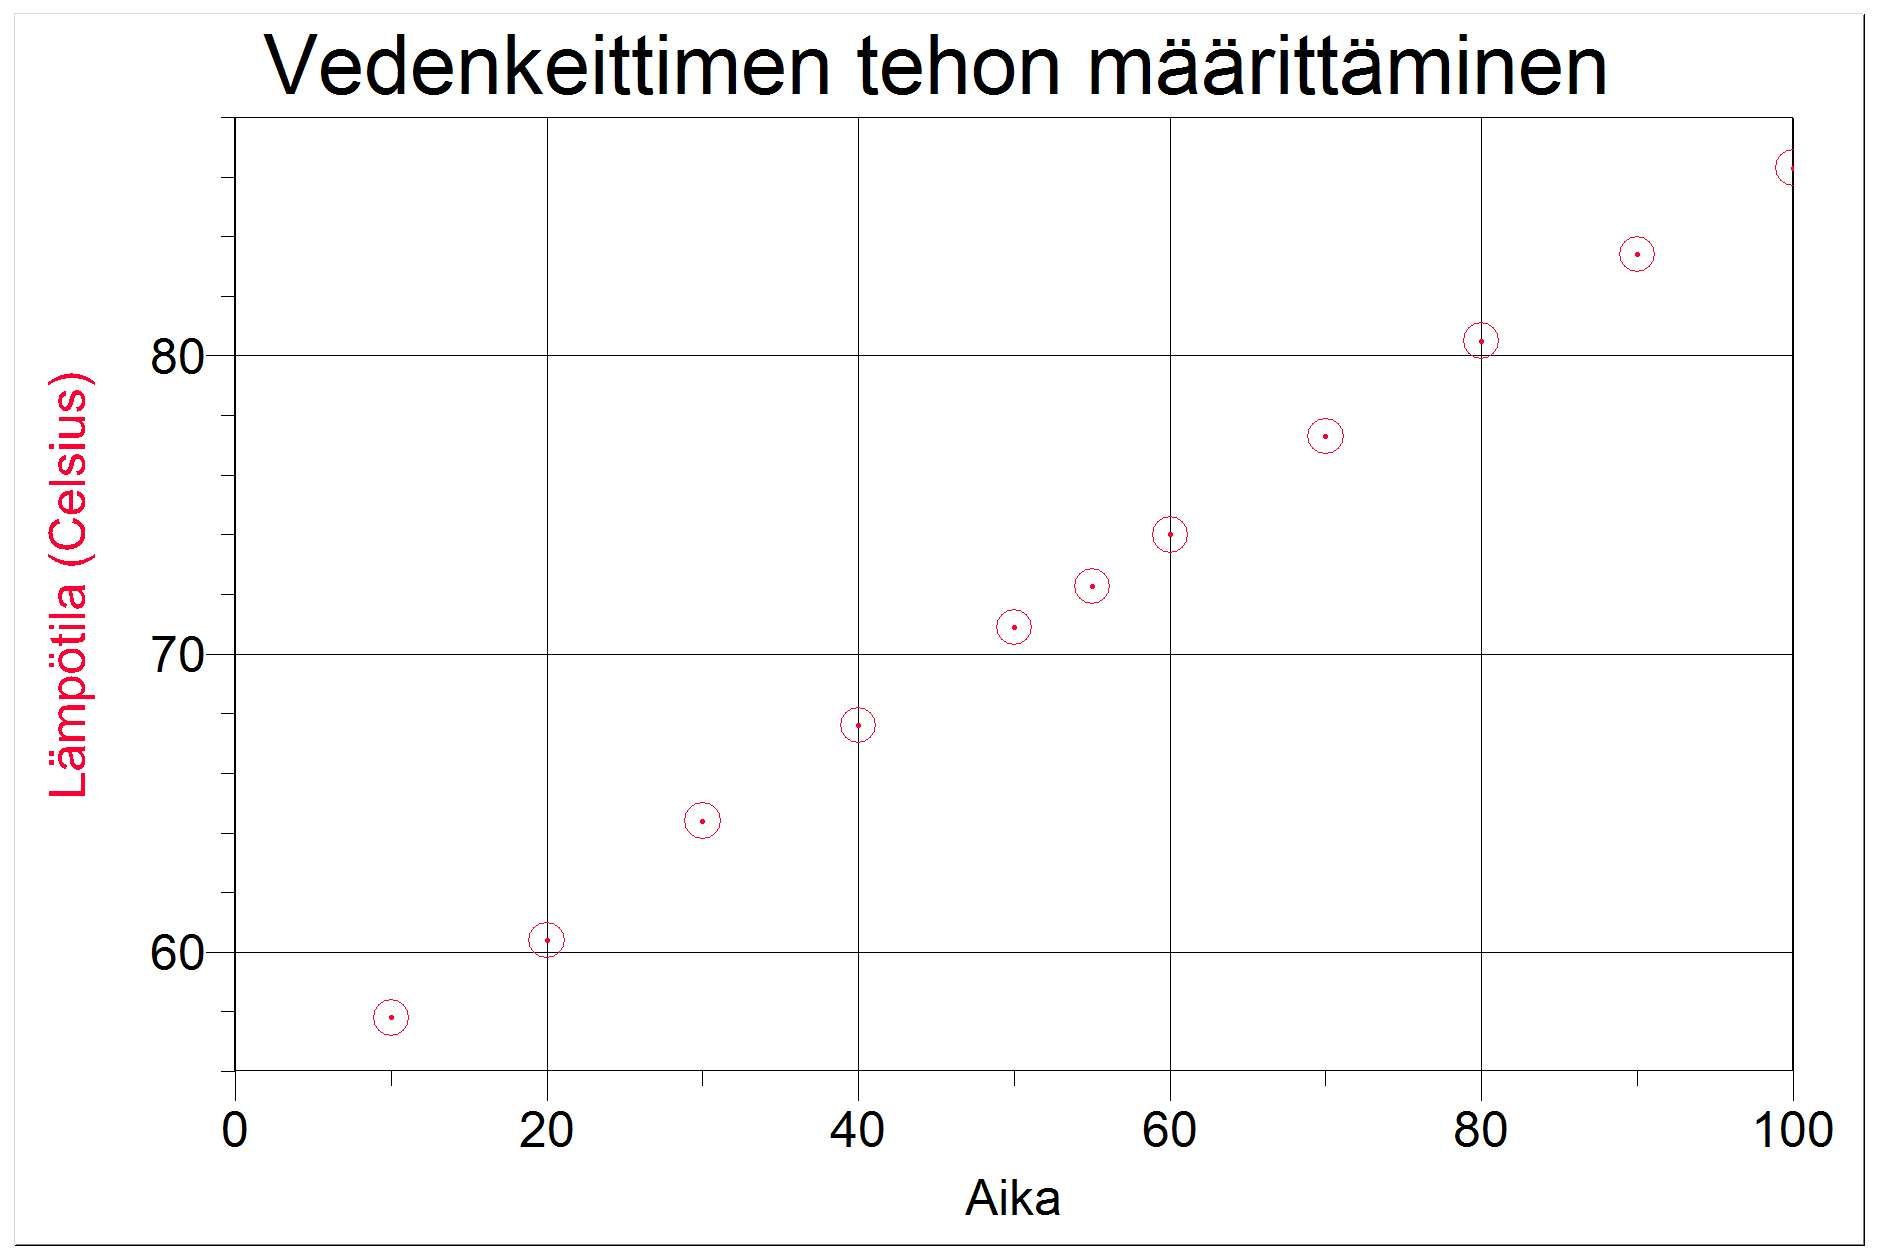 Vedenkeittimen tehon määrittäminen
Lämpötila (Celsius)
80
70
60
0 20 40 60 80 100
Aika